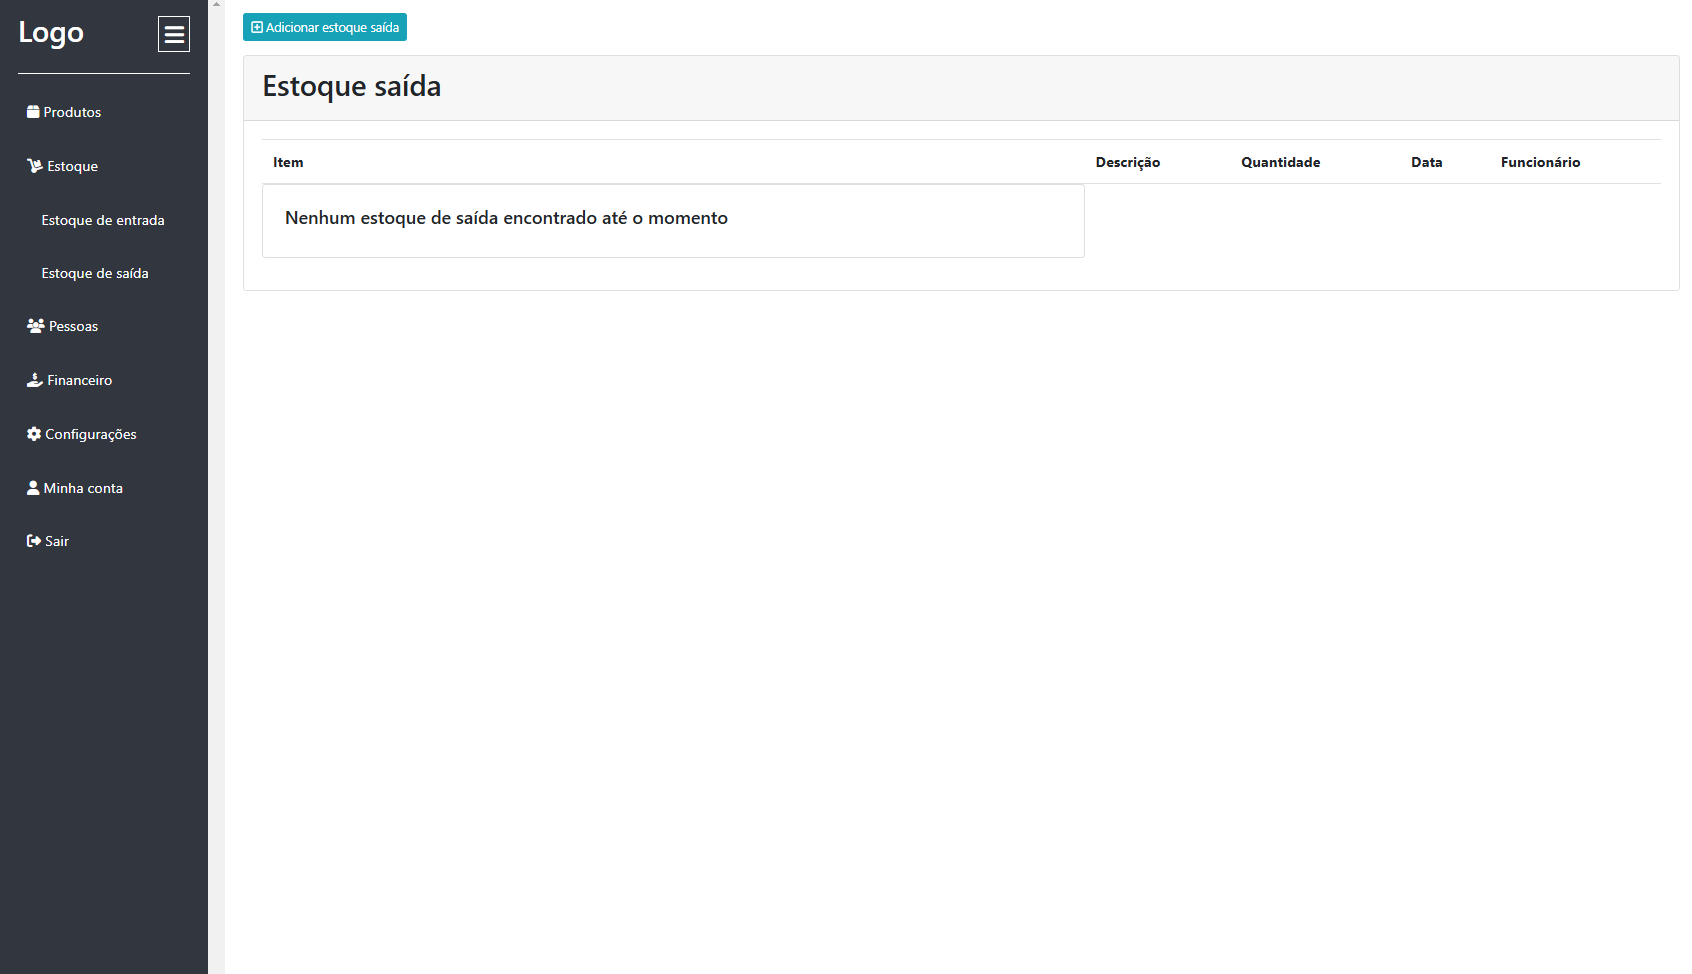 Logo
Produtos
Estoque
Estoque de entrada
Estoque de saída
Pessoas
Financeiro
Configurações
Minha conta
Sair
Adicionar estoque saída
Estoque saída
Item Descrição Quantidade Data Funcionário
Nenhum estoque de saída encontrado até o momento